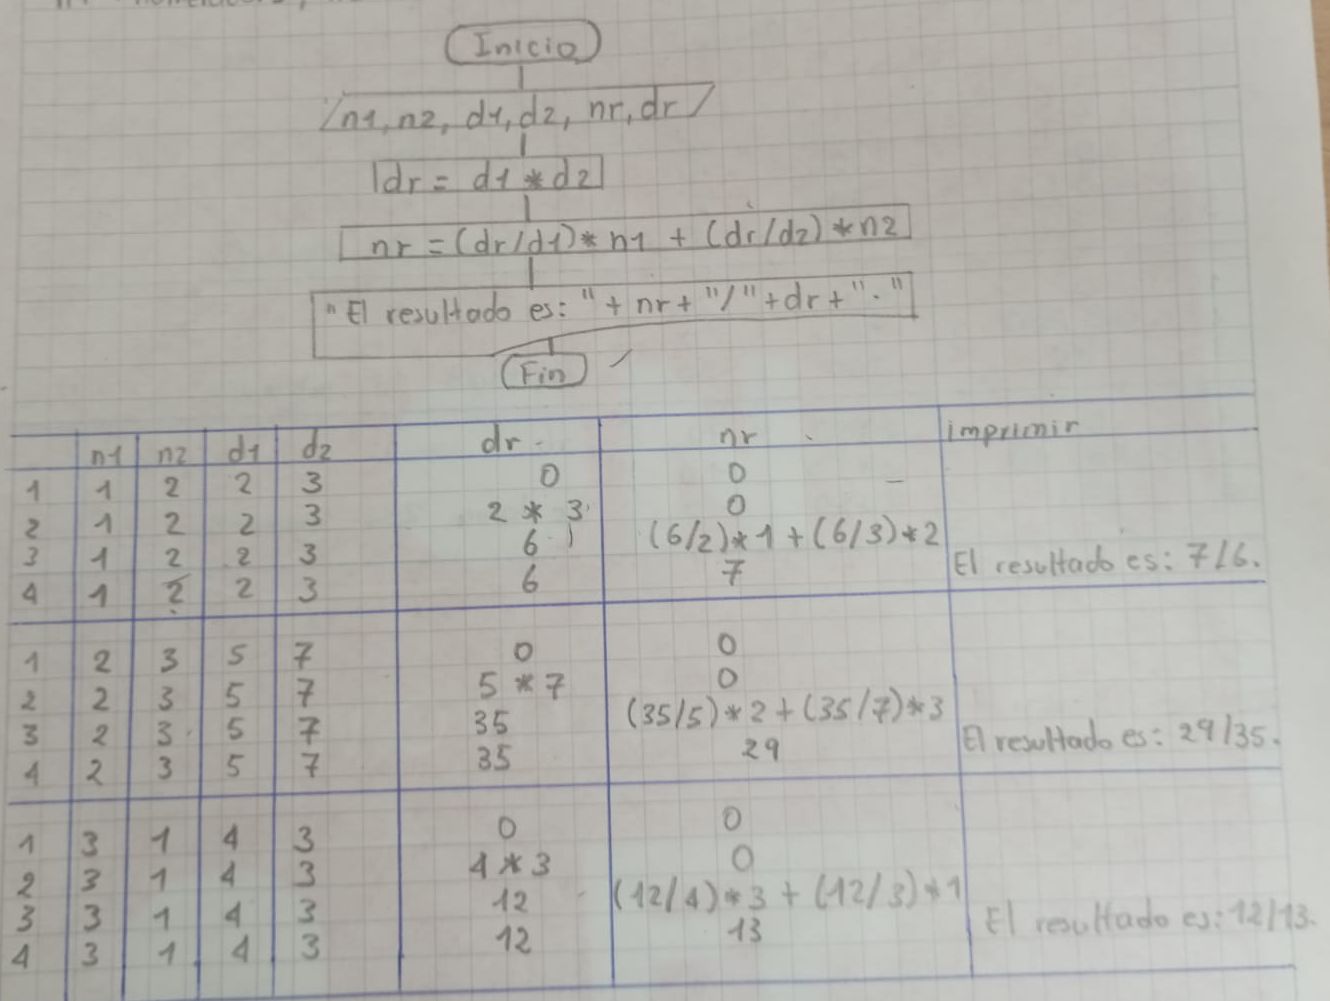 Inicio
n1, n2, d1, d2, nr, dr
dr = d1 * d2
nr = (dr/d1) * n1 + (dr/d2) * n2
"El resultado es: " + nr + "/" + dr + "."
Fin
n1 n2 d1 d2 dr nr imprimir
1 1 2 2 3 0 0
2 1 2 2 3 2 * 3 0
3 1 2 2 3 6 (6/2)*1 + (6/3)*2
4 1 2 2 3 6 7 El resultado es: 7/6.
1 2 3 5 7 0 0
2 2 3 5 7 5 * 7 0
3 2 3 5 7 35 (35/5)*2 + (35/7)*3
4 2 3 5 7 35 29 El resultado es: 29/35.
1 3 1 4 3 0 0
2 3 1 4 3 4 * 3 0
3 3 1 4 3 12 (12/4)*3 + (12/3)*1
4 3 1 4 3 12 13 El resultado es: 12/13.